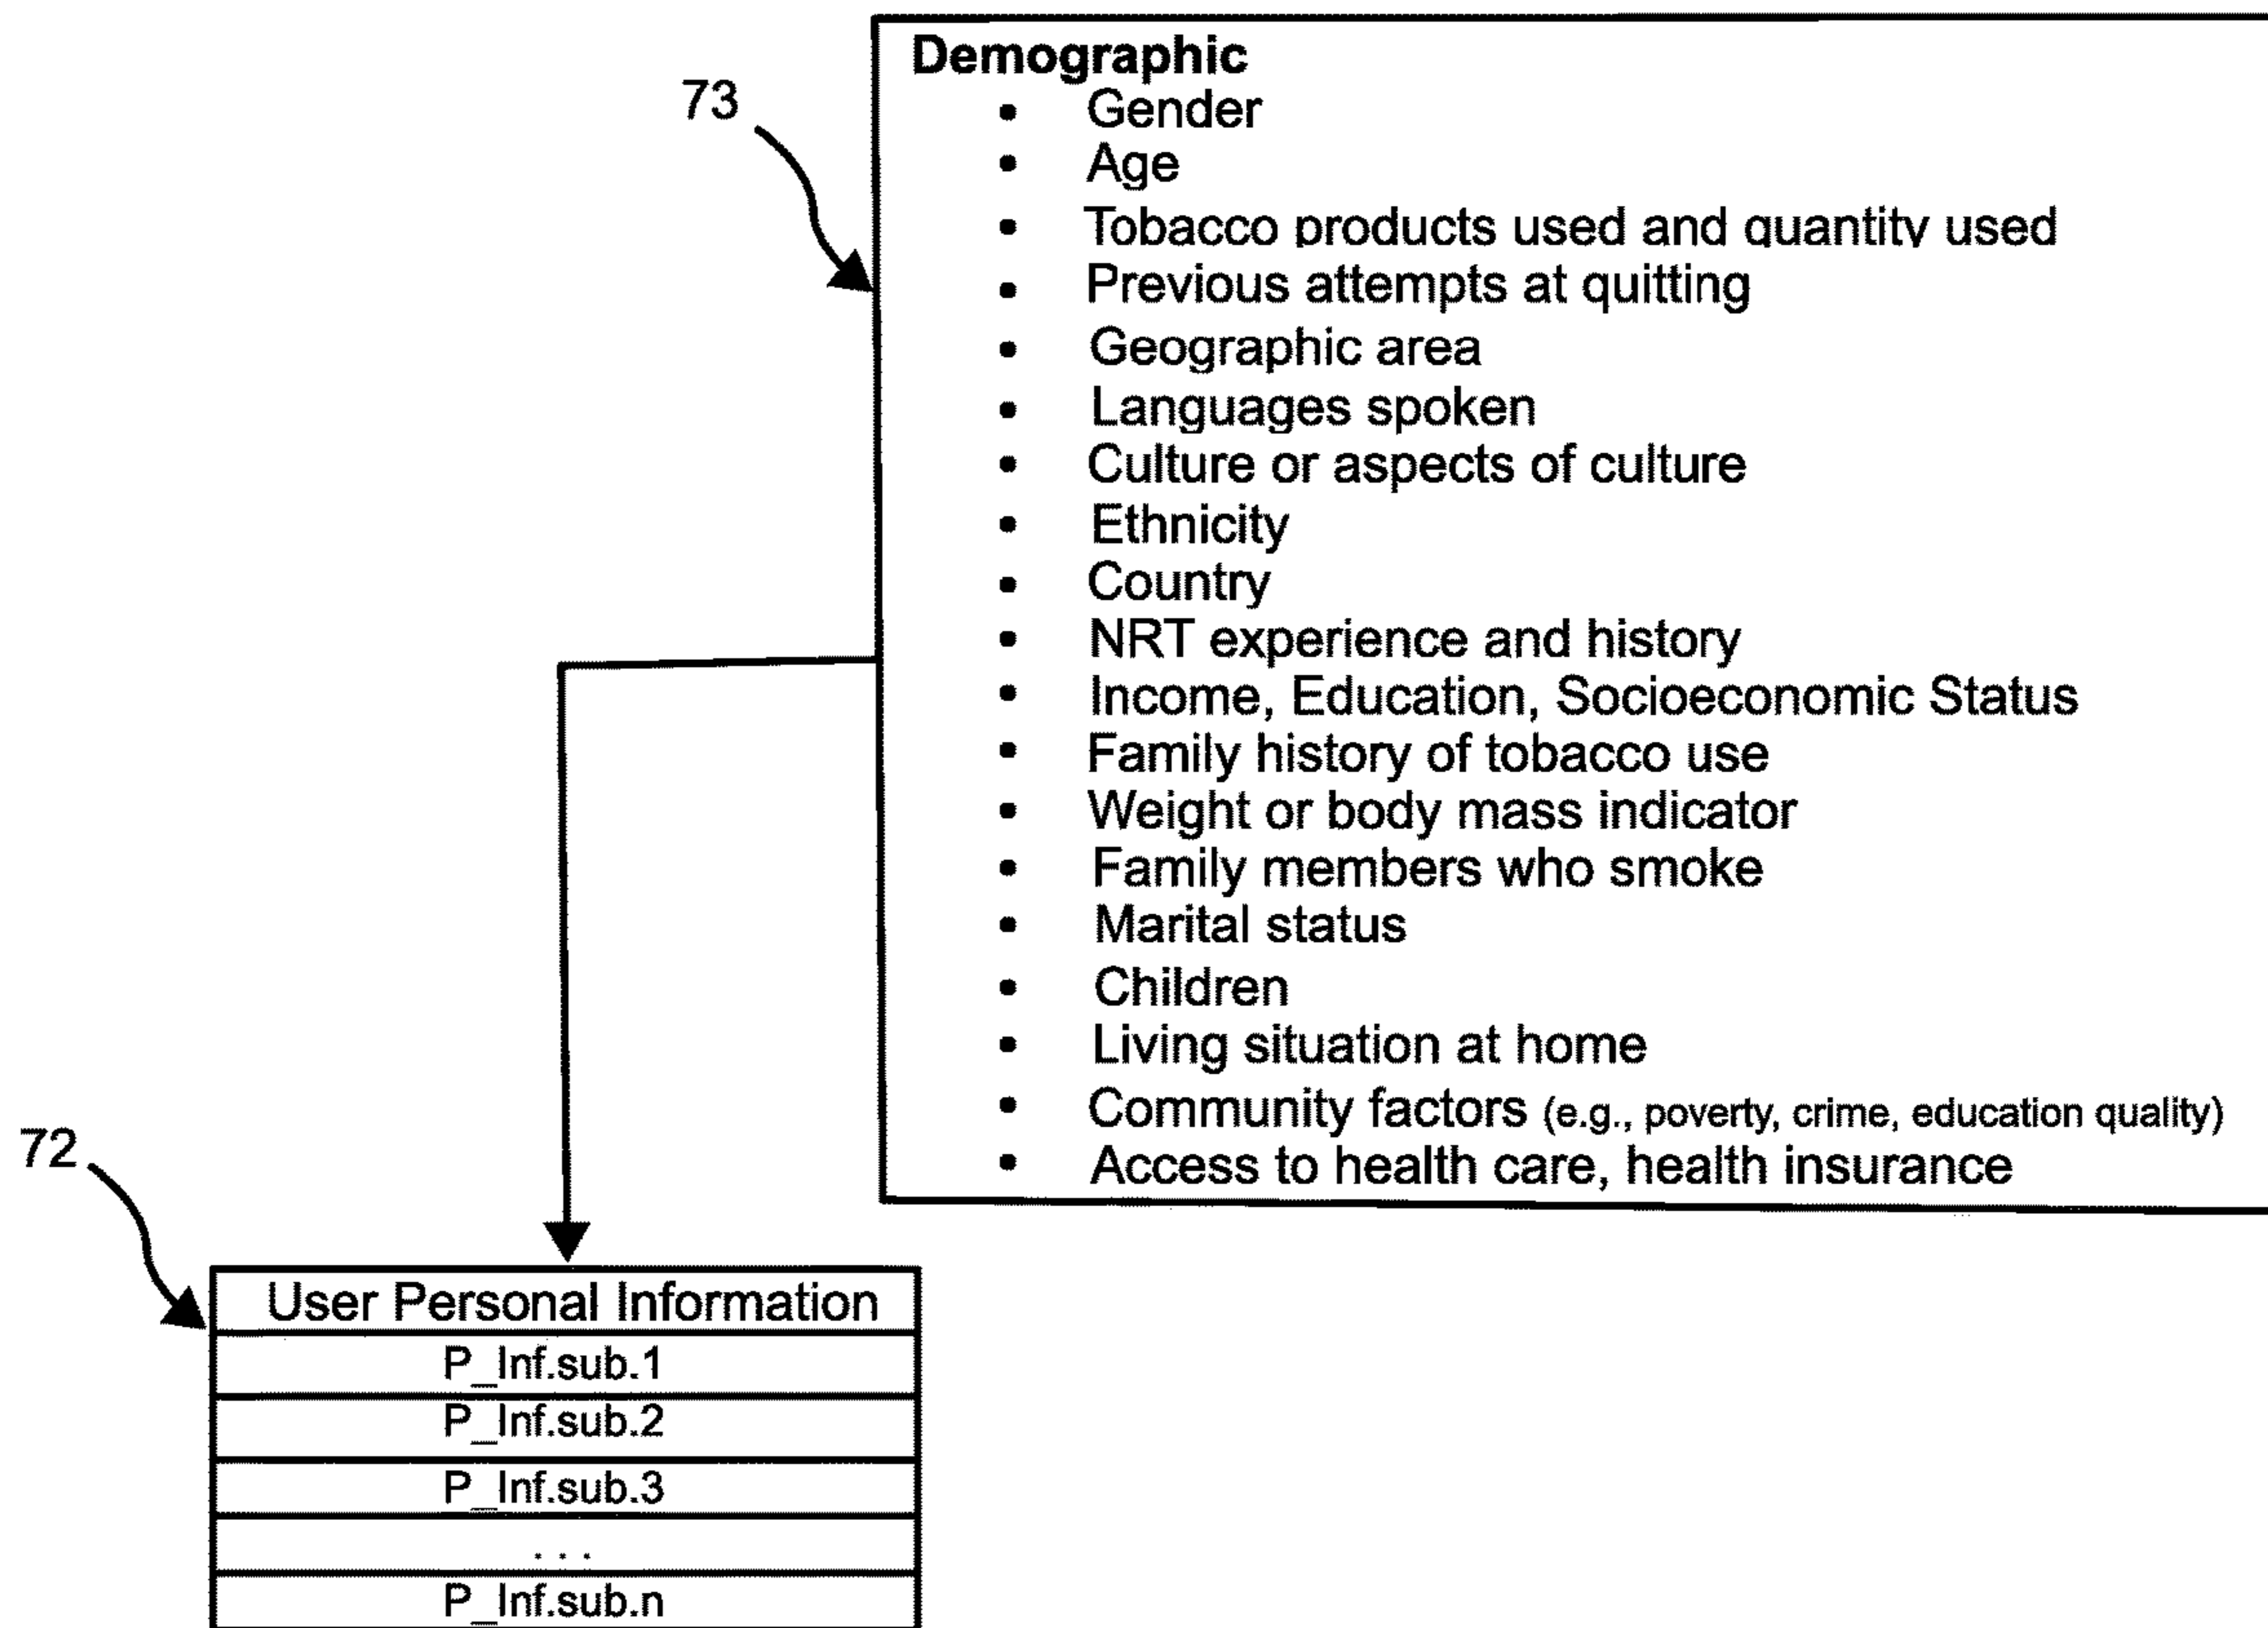 Demographic
73
• Gender
• Age
• Tobacco products used and quantity used
• Previous attempts at quitting
• Geographic area
• Languages spoken
• Culture or aspects of culture
• Ethnicity
• Country
• NRT experience and history
• Income, Education, Socioeconomic Status
• Family history of tobacco use
• Weight or body mass indicator
• Family members who smoke
• Marital status
• Children
• Living situation at home
• Community factors (e.g., poverty, crime, education quality)
• Access to health care, health insurance
72
User Personal Information
P_Inf.sub.1
P_Inf.sub.2
P_Inf.sub.3
. . .
P_Inf.sub.n